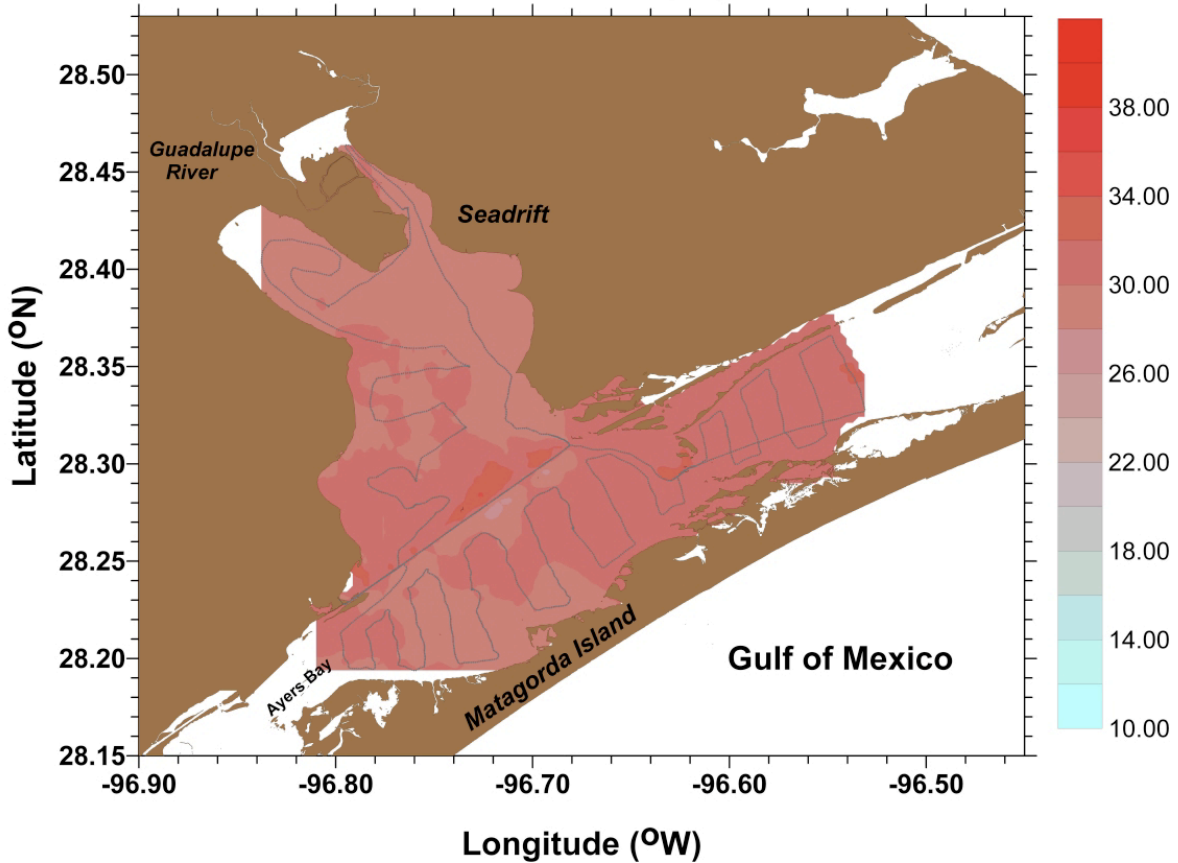 28.50
28.45
28.40
28.35
28.30
28.25
28.20
28.15
Latitude (ᴼN)
Guadalupe
River
Seadrift
Ayers Bay
Matagorda Island
Gulf of Mexico
-96.90
-96.80
-96.70
-96.60
-96.50
Longitude (ᴼW)
38.00
34.00
30.00
26.00
22.00
18.00
14.00
10.00